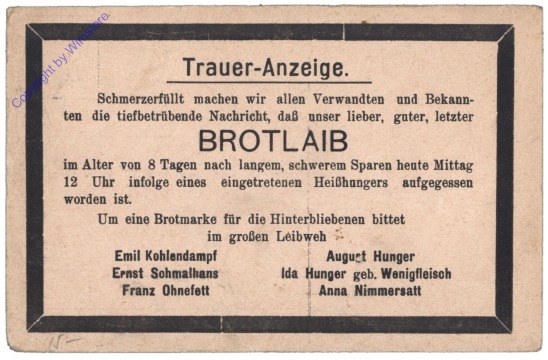 Trauer-Anzeige.
Schmerzerfüllt machen wir allen Verwandten und Bekann-
ten die tiefbetrübende Nachricht, daß unser lieber, guter, letzter
BROTLAIB
im Alter von 8 Tagen nach langem, schwerem Sparen heute Mittag
12 Uhr infolge eines eingetretenen Heißhungers aufgegessen
worden ist.
Um eine Brotmarke für die Hinterbliebenen bittet
im großen Leibweh
Emil Kohlendampf August Hunger
Ernst Schmalhans Ida Hunger geb. Wenigfleisch
Franz Ohnefett Anna Nimmersatt
15.-